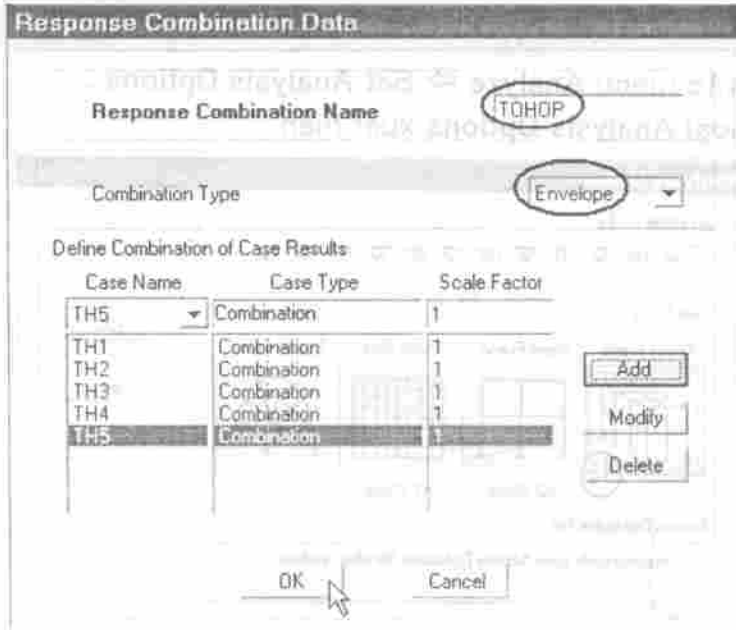 Response Combination Data
Response Combination Name TOHOP
Combination Type Envelope
Define Combination of Case Results
Case Name Case Type Scale Factor
TH5 Combination 1
TH1 Combination 1
TH2 Combination 1
TH3 Combination 1
TH4 Combination 1
TH5 Combination 1
Add
Modify
Delete
OK Cancel